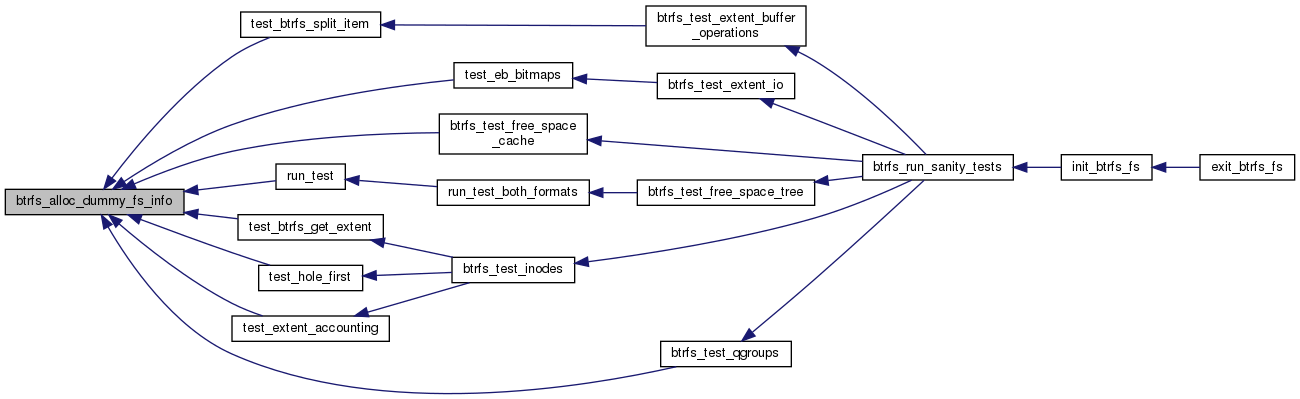 test_btrfs_split_item
btrfs_test_extent_buffer
_operations
test_eb_bitmaps
btrfs_test_extent_io
btrfs_test_free_space
_cache
btrfs_run_sanity_tests
init_btrfs_fs
exit_btrfs_fs
run_test
run_test_both_formats
btrfs_test_free_space_tree
btrfs_alloc_dummy_fs_info
test_btrfs_get_extent
test_hole_first
btrfs_test_inodes
test_extent_accounting
btrfs_test_qgroups